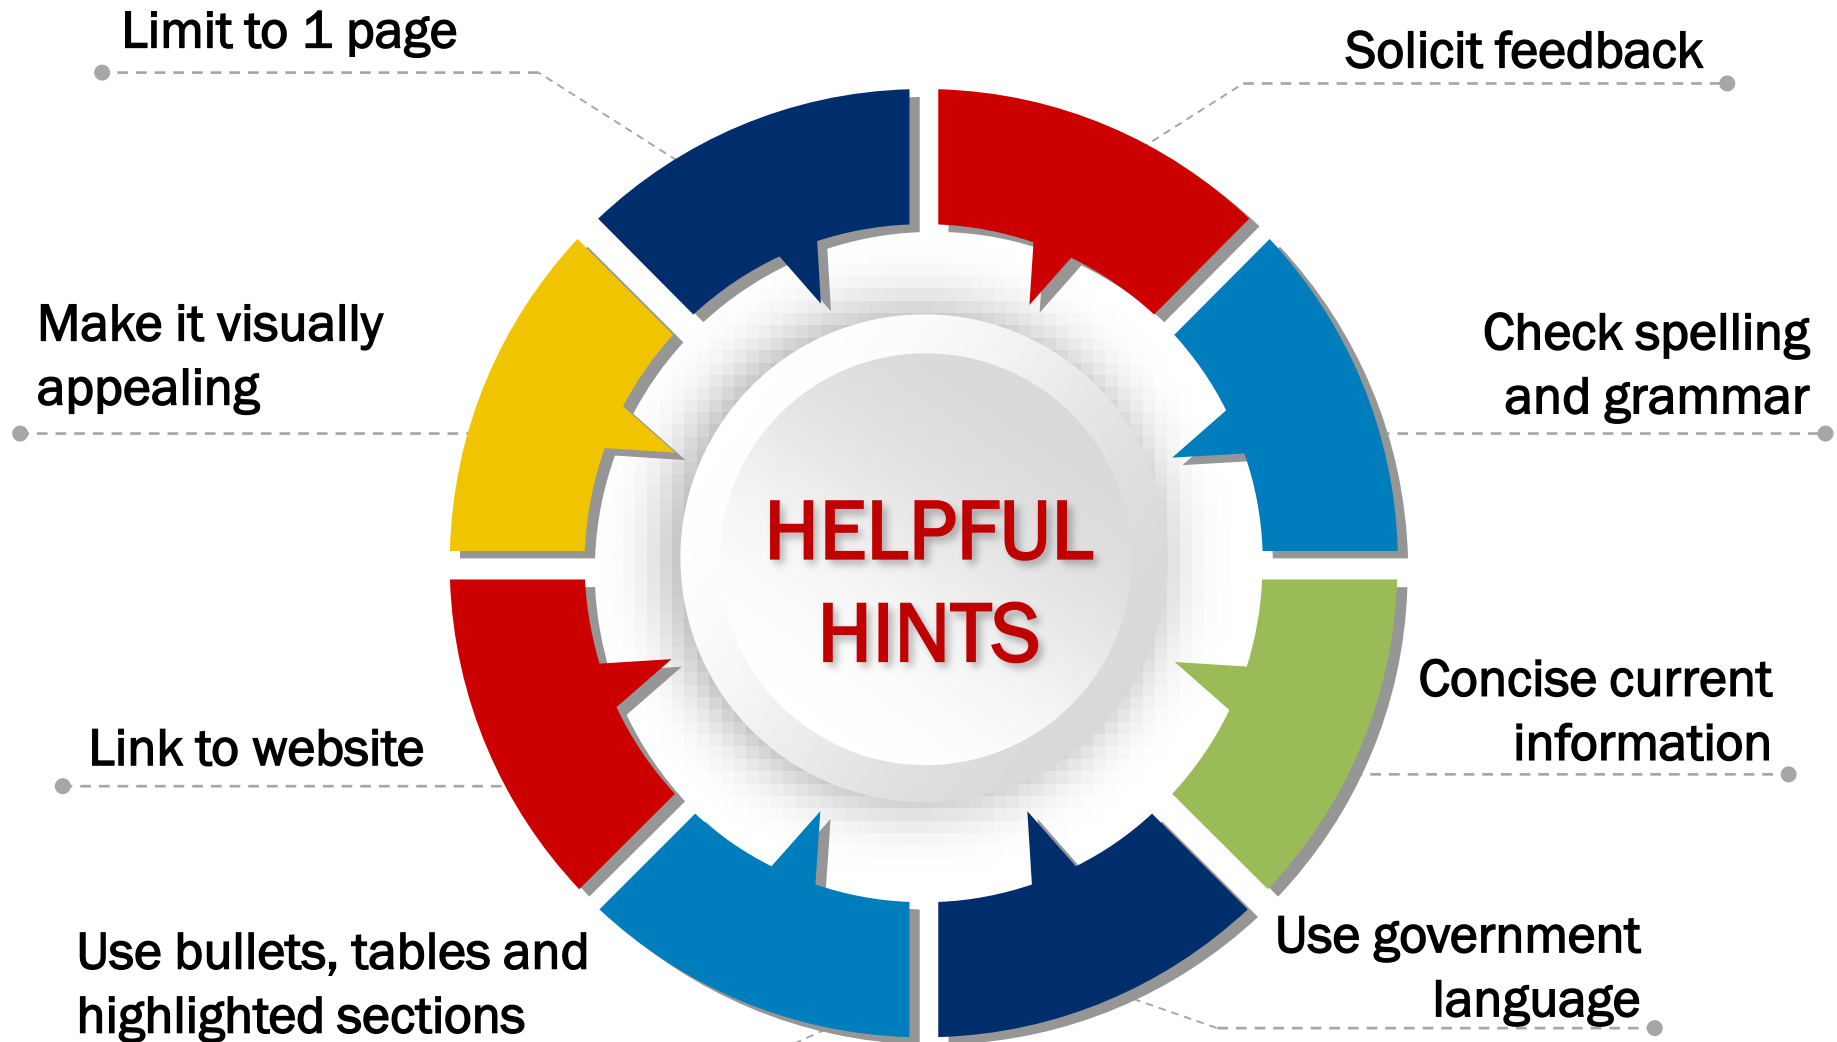 Limit to 1 page
Solicit feedback
Make it visually
appealing
Check spelling
and grammar
HELPFUL
HINTS
Concise current
information
Link to website
Use government
language
Use bullets, tables and
highlighted sections